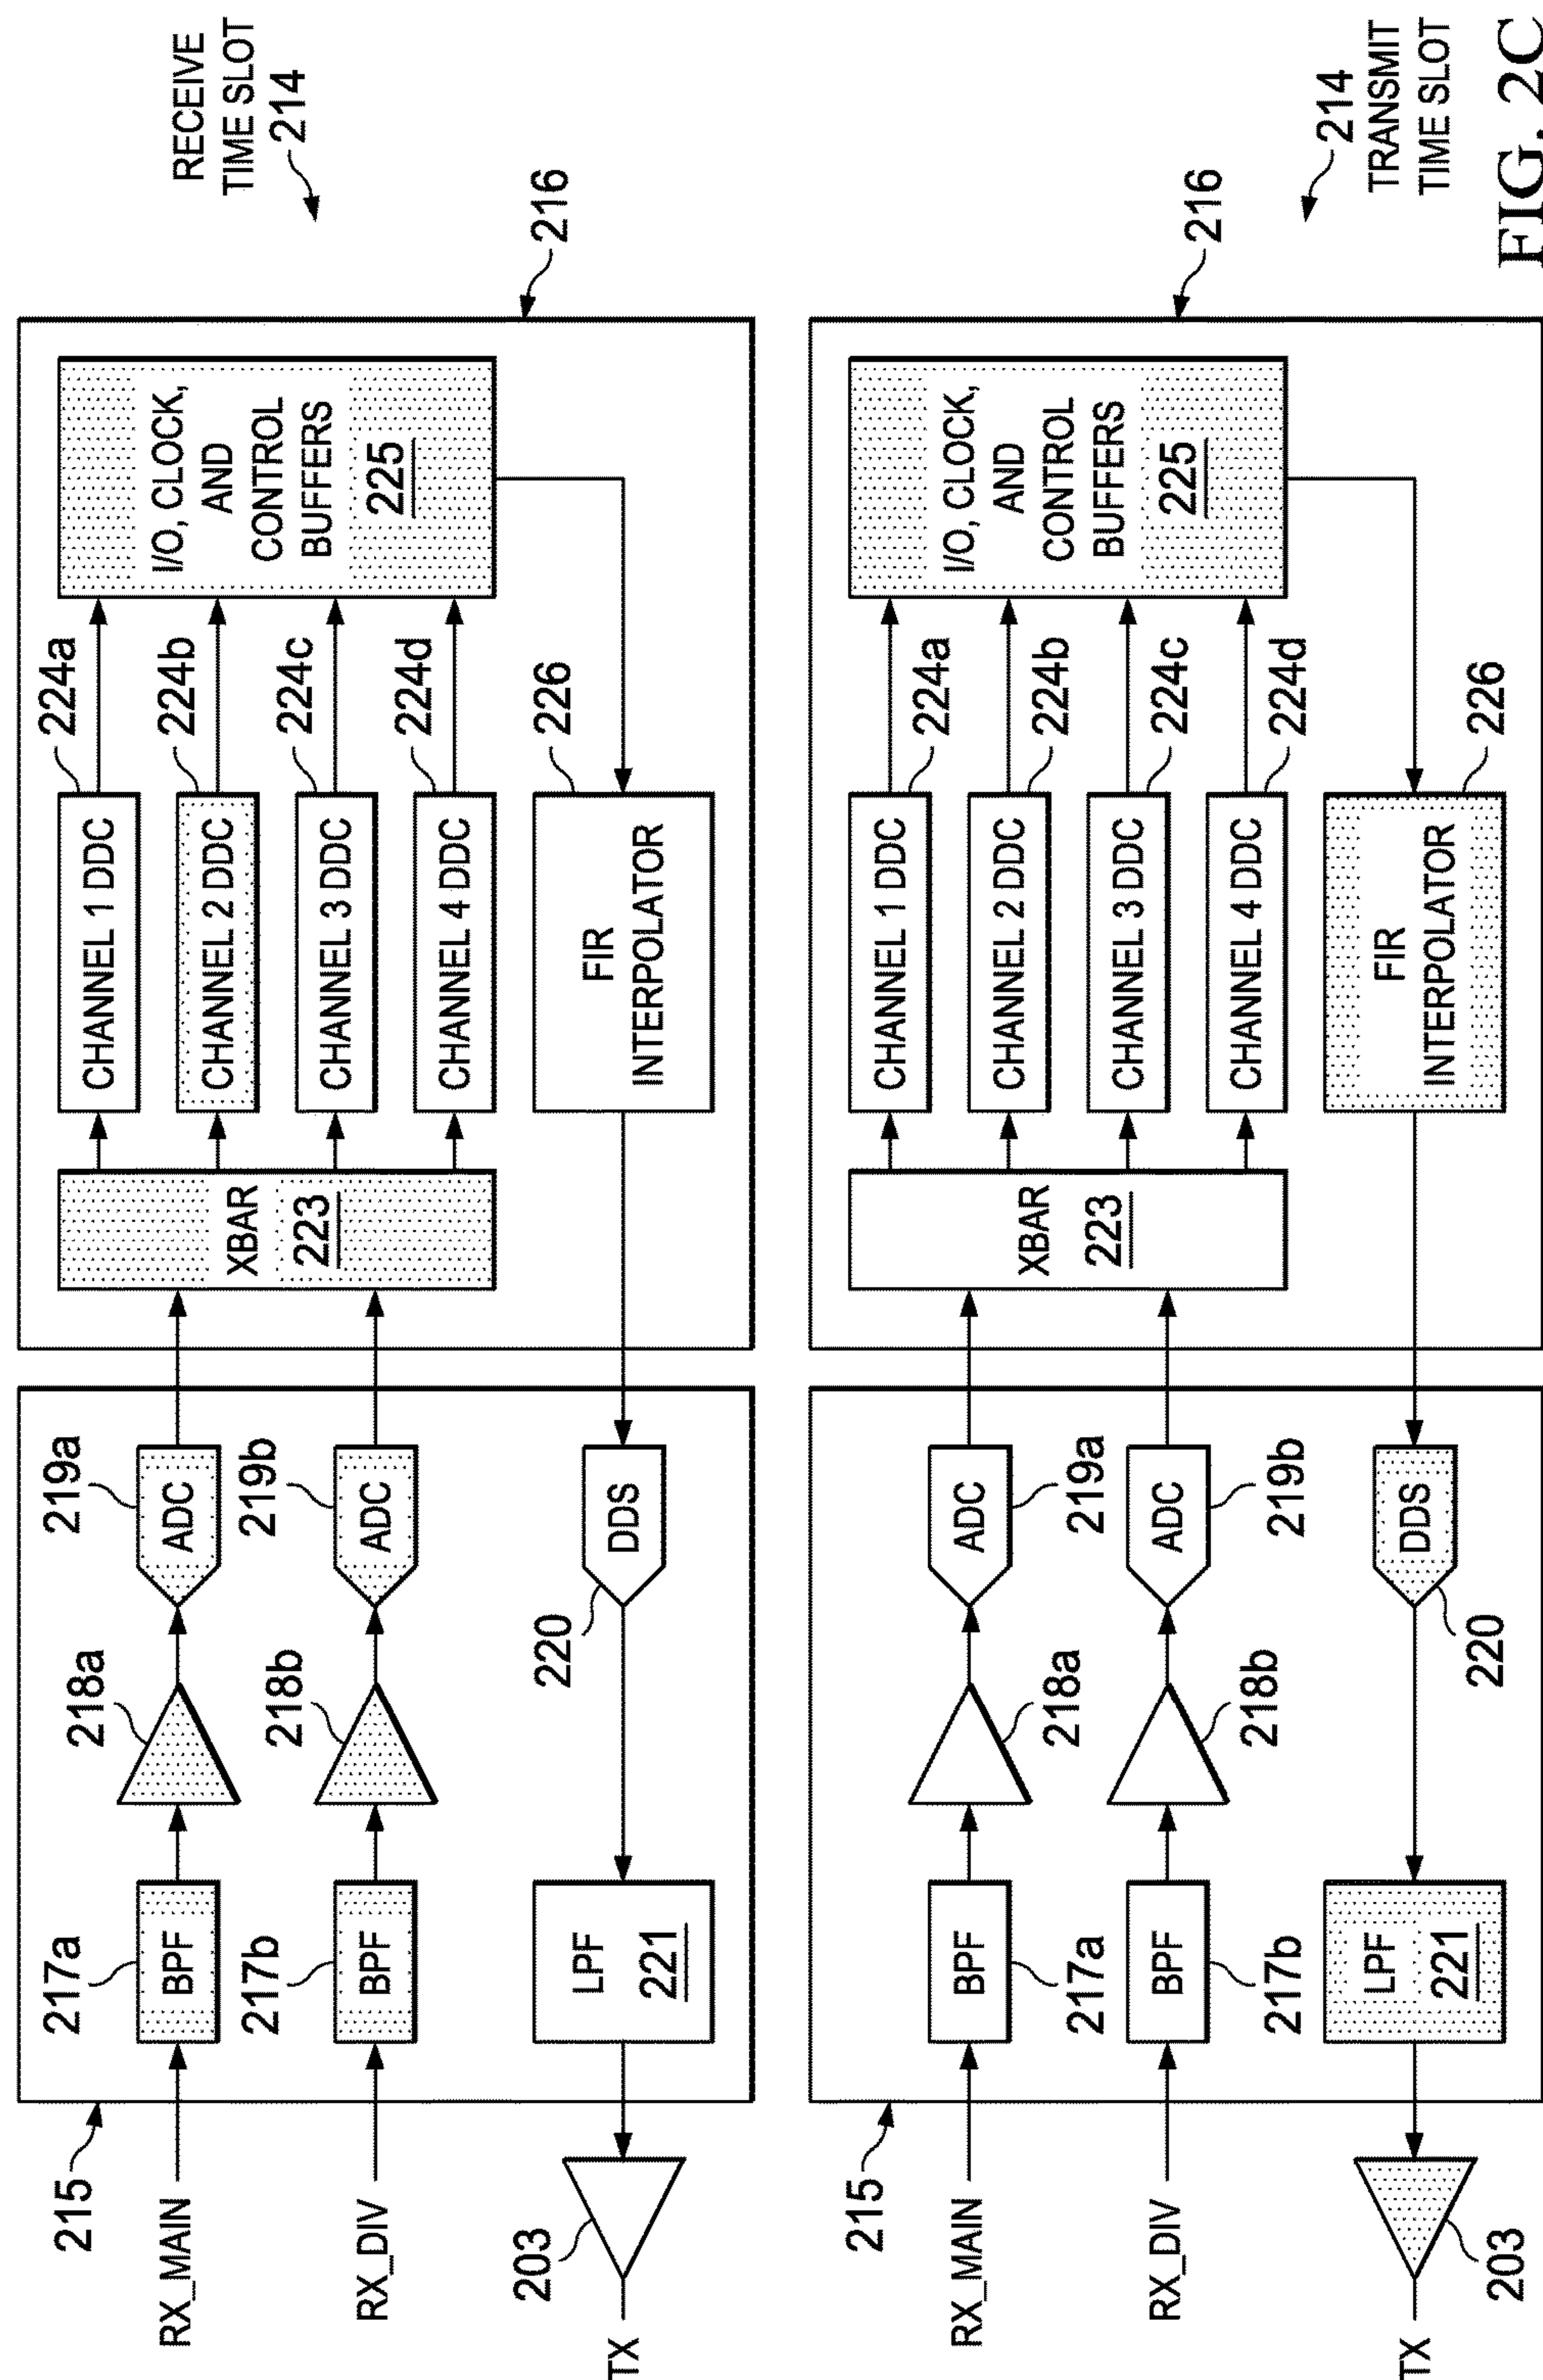 RECEIVE
TIME SLOT
214
216
224a
224b
224c
224d
226
CHANNEL 1 DDC
CHANNEL 2 DDC
CHANNEL 3 DDC
CHANNEL 4 DDC
I/O, CLOCK,
AND
CONTROL
BUFFERS
225
XBAR
223
FIR
INTERPOLATOR
219a
ADC
219b
ADC
218a
218b
217a
BPF
217b
BPF
DDS
220
LPF
221
215
RX_MAIN
RX_DIV
203
TX
214
TRANSMIT
TIME SLOT
216
I/O, CLOCK,
AND
CONTROL
BUFFERS
225
224a
224b
224c
224d
226
CHANNEL 1 DDC
CHANNEL 2 DDC
CHANNEL 3 DDC
CHANNEL 4 DDC
XBAR
223
FIR
INTERPOLATOR
ADC
219a
ADC
219b
218a
218b
BPF
217a
BPF
217b
DDS
220
LPF
221
215
RX_MAIN
RX_DIV
203
TX
FIG. 2C